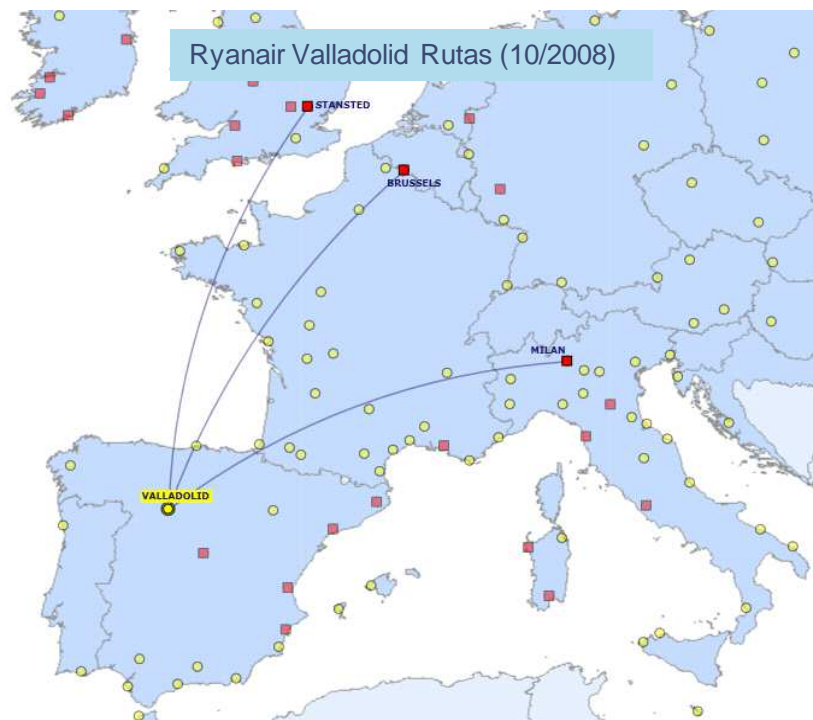 Ryanair Valladolid Rutas (10/2008)
STANSTED
BRUSSELS
MILAN
VALLADOLID